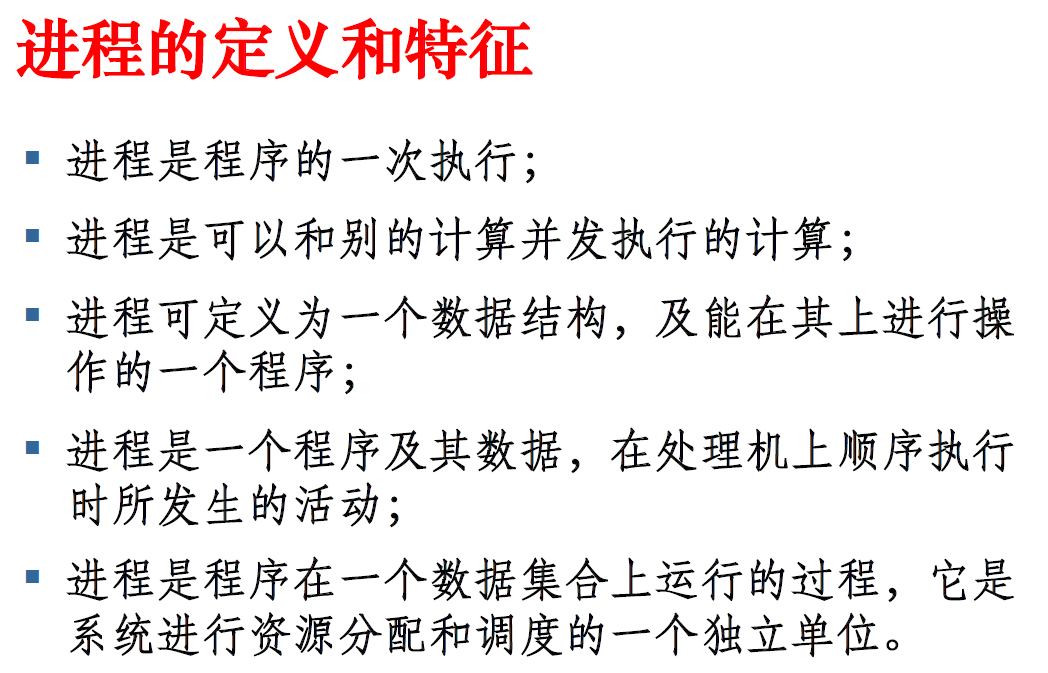 进程的定义和特征
进程是程序的一次执行；
进程是可以和别的计算并发执行的计算；
进程可定义为一个数据结构，及能在其上进行操
作的一个程序；
进程是一个程序及其数据，在处理机上顺序执行
时所发生的活动；
进程是程序在一个数据集合上运行的过程，它是
系统进行资源分配和调度的一个独立单位。